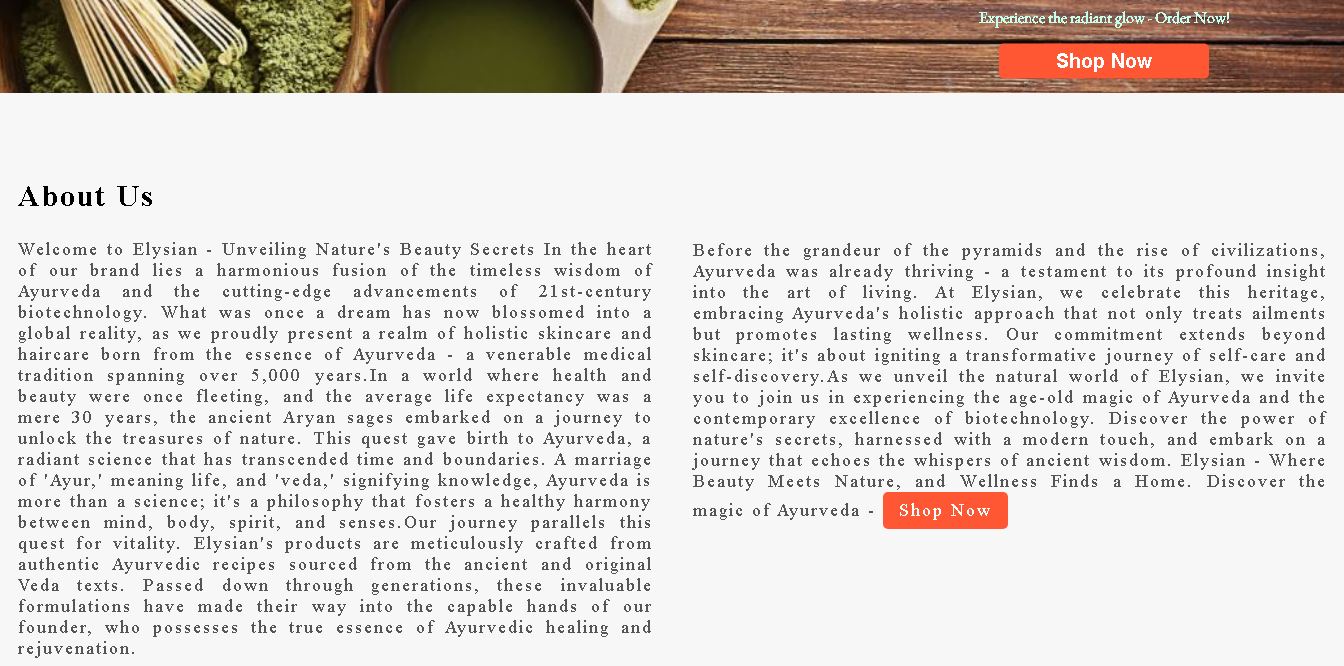 Experience the radiant glow - Order Now!
Shop Now
About Us
Welcome to Elysian - Unveiling Nature's Beauty Secrets In the heart
of our brand lies a harmonious fusion of the timeless wisdom of
Ayurveda and the cutting-edge advancements of 21st-century
biotechnology. What was once a dream has now blossomed into a
global reality, as we proudly present a realm of holistic skincare and
haircare born from the essence of Ayurveda - a venerable medical
tradition spanning over 5,000 years.In a world where health and
beauty were once fleeting, and the average life expectancy was a
mere 30 years, the ancient Aryan sages embarked on a journey to
unlock the treasures of nature. This quest gave birth to Ayurveda, a
radiant science that has transcended time and boundaries. A marriage
of 'Ayur,' meaning life, and 'veda,' signifying knowledge, Ayurveda is
more than a science; it's a philosophy that fosters a healthy harmony
between mind, body, spirit, and senses.Our journey parallels this
quest for vitality. Elysian's products are meticulously crafted from
authentic Ayurvedic recipes sourced from the ancient and original
Veda texts. Passed down through generations, these invaluable
formulations have made their way into the capable hands of our
founder, who possesses the true essence of Ayurvedic healing and
rejuvenation.
Before the grandeur of the pyramids and the rise of civilizations,
Ayurveda was already thriving - a testament to its profound insight
into the art of living. At Elysian, we celebrate this heritage,
embracing Ayurveda's holistic approach that not only treats ailments
but promotes lasting wellness. Our commitment extends beyond
skincare; it's about igniting a transformative journey of self-care and
self-discovery.As we unveil the natural world of Elysian, we invite
you to join us in experiencing the age-old magic of Ayurveda and the
contemporary excellence of biotechnology. Discover the power of
nature's secrets, harnessed with a modern touch, and embark on a
journey that echoes the whispers of ancient wisdom. Elysian - Where
Beauty Meets Nature, and Wellness Finds a Home. Discover the
magic of Ayurveda - Shop Now